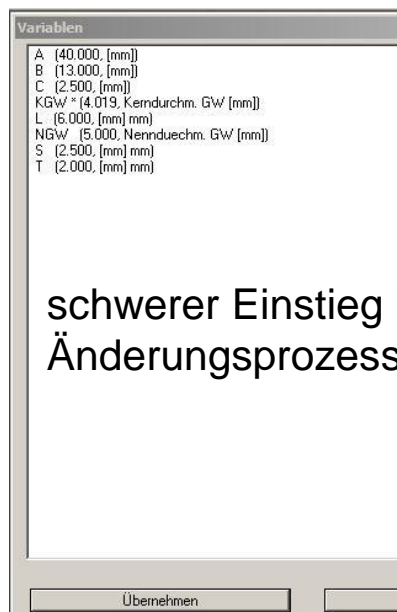 Variablen
A (40.000, [mm])
B (13.000, [mm])
C (2.500, [mm])
KGW * (4.019, Kerndurchm. GW [mm])
L (6.000, [mm] mm)
NGW (5.000, Nennduechm. GW [mm])
S (2.500, [mm] mm)
T (2.000, [mm] mm)
schwerer Einstieg
Änderungsprozess
Übernehmen